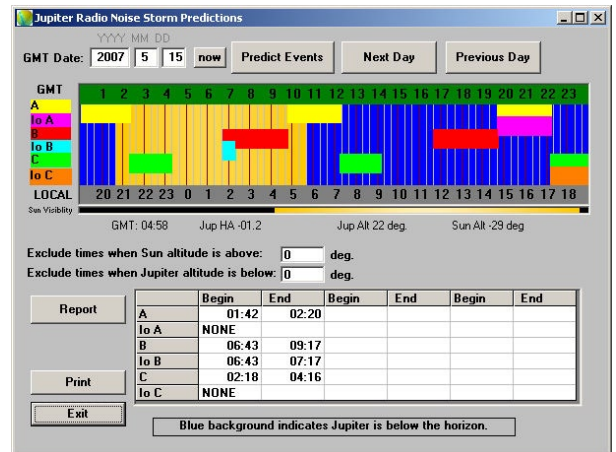 Jupiter Radio Noise Storm Predictions
YYYY MM DD
GMT Date: 2007 5 15 now Predict Events Next Day Previous Day
GMT 1 2 3 4 5 6 7 8 9 10 11 12 13 14 15 16 17 18 19 20 21 22 23
A
Io A
B
Io B
C
Io C
LOCAL 20 21 22 23 0 1 2 3 4 5 6 7 8 9 10 11 12 13 14 15 16 17 18
Sun Visiblity
GMT: 04:58 Jup HA -01.2 Jup Alt 22 deg. Sun Alt -29 deg
Exclude times when Sun altitude is above: 0 deg.
Exclude times when Jupiter altitude is below: 0 deg.
Report
Begin End Begin End Begin End
A 01:42 02:20
Io A NONE
B 06:43 09:17
Io B 06:43 07:17
Print
C 02:18 04:16
Io C NONE
Exit
Blue background indicates Jupiter is below the horizon.